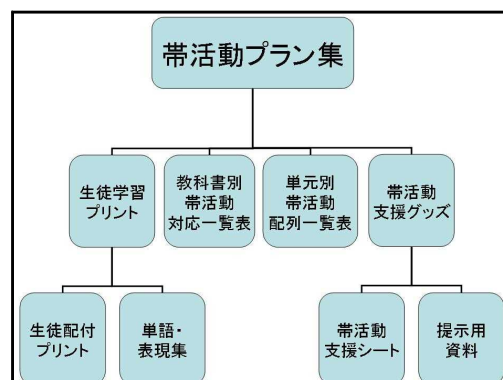 帯活動プラン集
生徒学習
プリント
教科書別
帯活動
対応一覧表
単元別
帯活動
配列一覧表
帯活動
支援グッズ
生徒配付
プリント
単語・
表現集
帯活動
支援シート
提示用
資料